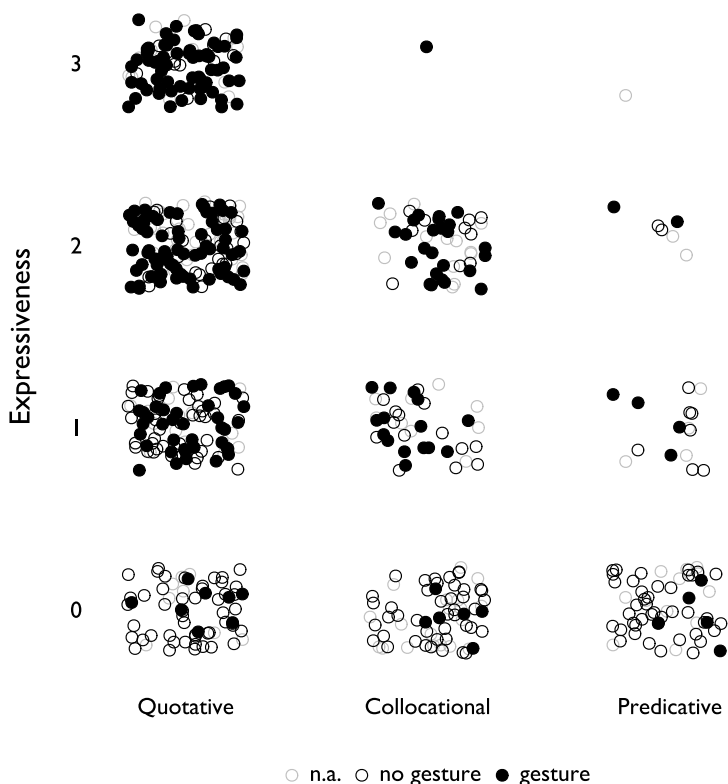 3
2
Expressiveness
1
0
Quotative Collocational Predicative
n.a. no gesture gesture